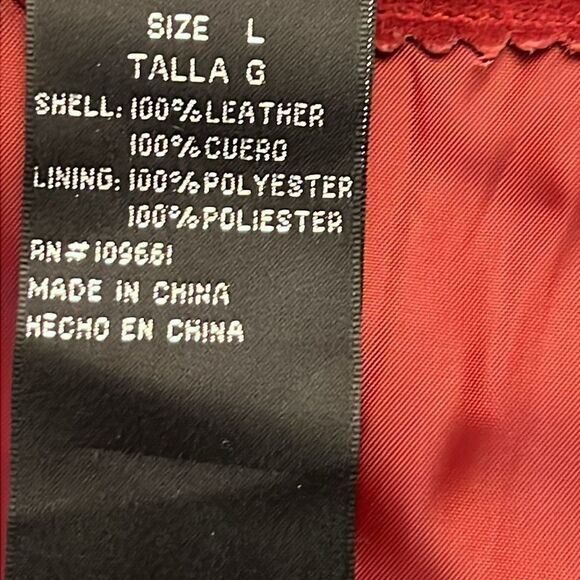 SIZE L
TALLA G
SHELL: 100% LEATHER
100% CUERO
LINING: 100% POLYESTER
100% POLIESTER
RN# 109661
MADE IN CHINA
HECHO EN CHINA